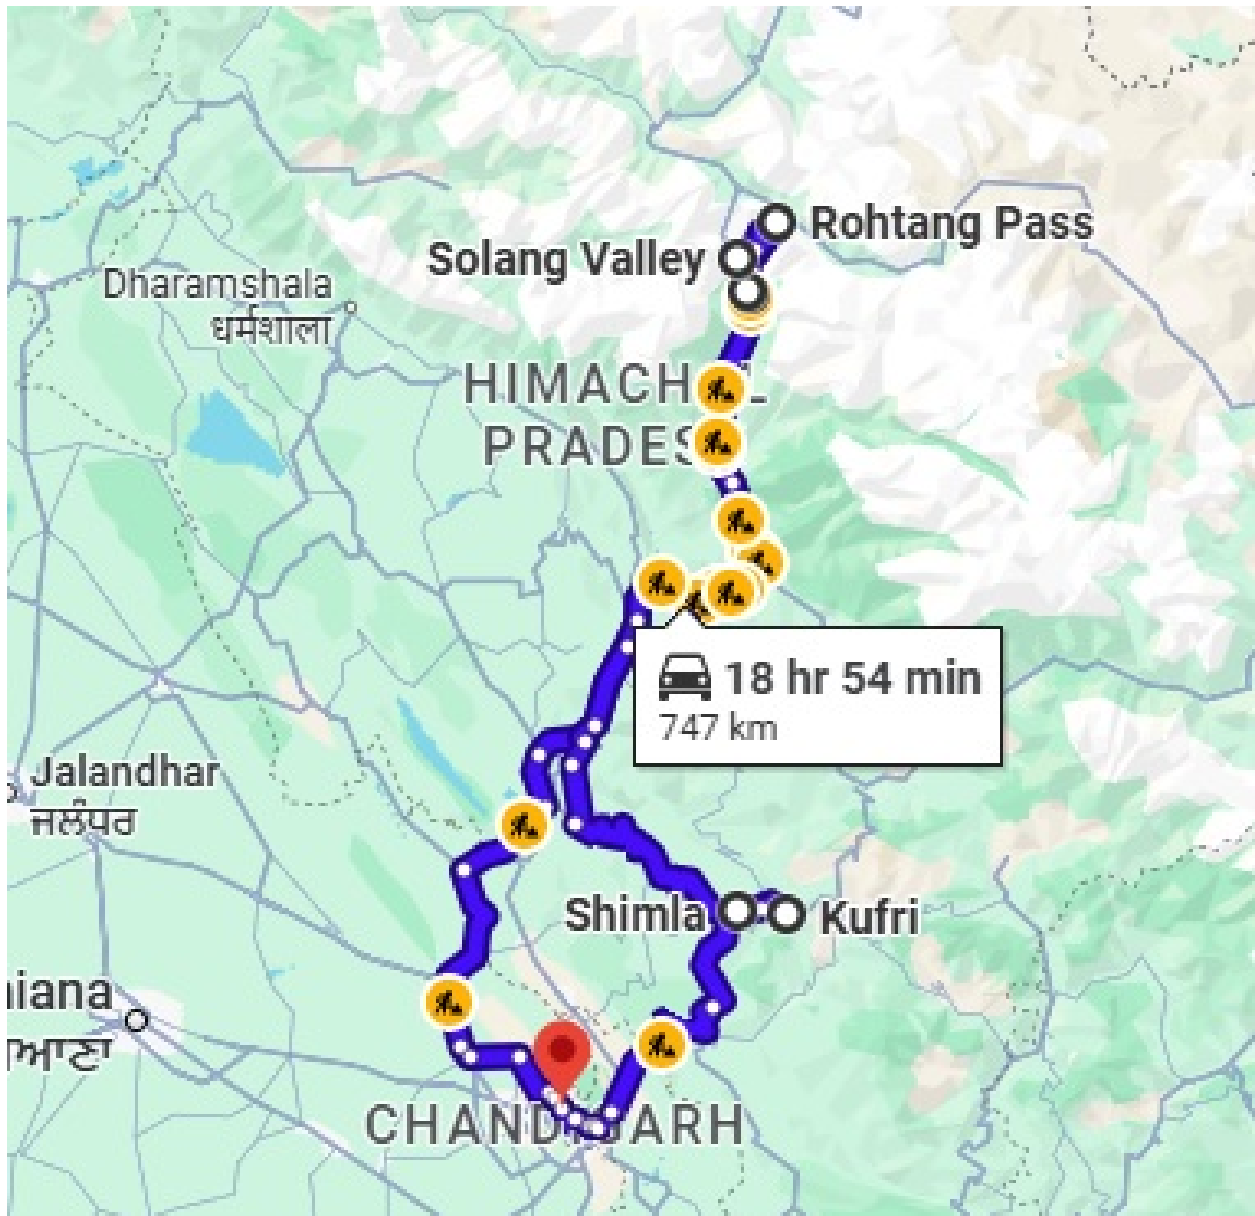 Rohtang Pass
Solang Valley
Dharamshala
धर्मशाला
HIMACH L
PRADES
18 hr 54 min
747 km
Jalandhar
ਜਲੰਧਰ
Shimla
Kufri
iana
ਆਣਾ
CHAND GARH